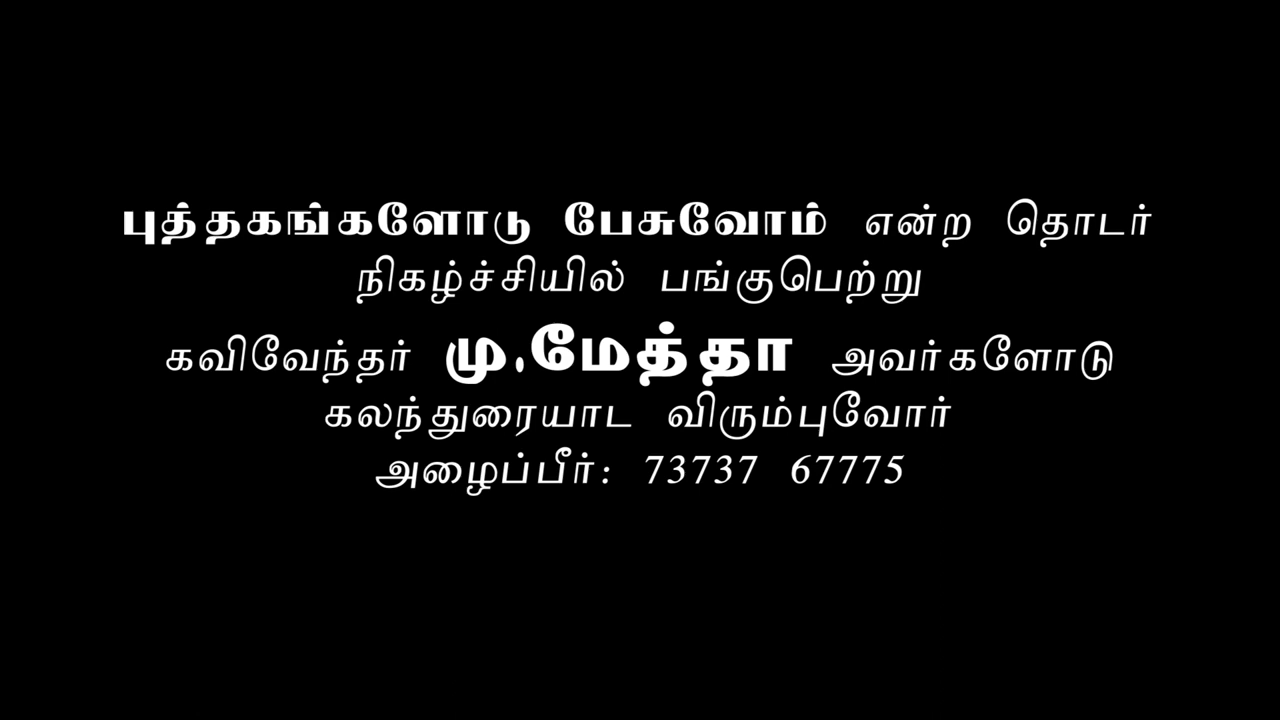 புத்தகங்களோடு பேசுவோம் என்ற தொடர்
நிகழ்ச்சியில் பங்குபெற்று
கவிவேந்தர் மு.மேத்தா அவர்களோடு
கலந்துரையாட விரும்புவோர்
அழைப்பீர்: 73737 67775